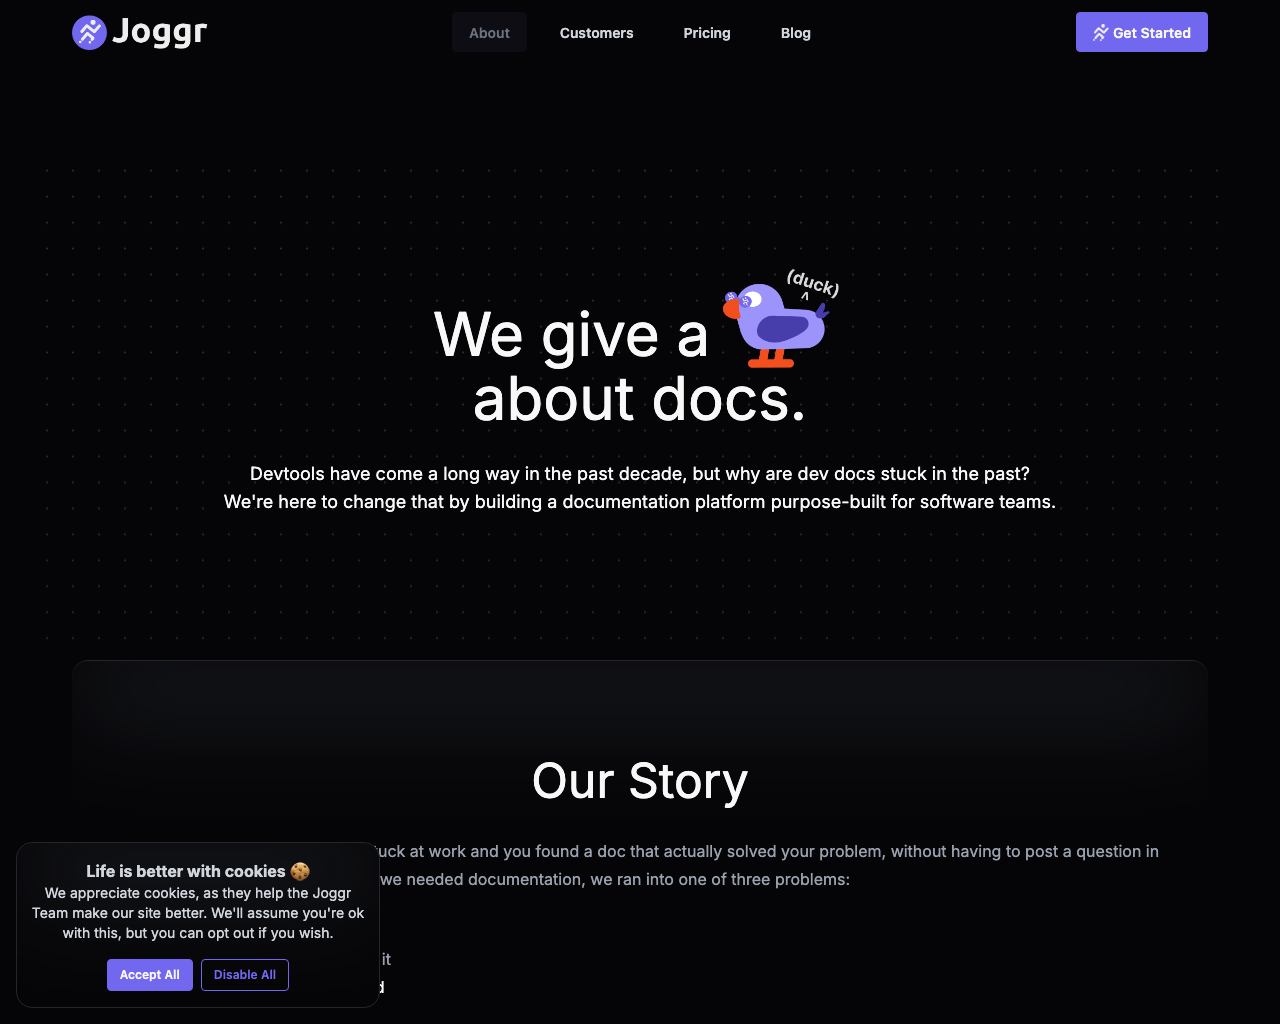 Joggr
About
Customers
Pricing
Blog
Get Started
(duck)
^
We give a
about docs.
Devtools have come a long way in the past decade, but why are dev docs stuck in the past?
We're here to change that by building a documentation platform purpose-built for software teams.
Our Story
uck at work and you found a doc that actually solved your problem, without having to post a question in
we needed documentation, we ran into one of three problems:
it
d
Life is better with cookies 🍪
We appreciate cookies, as they help the Joggr
Team make our site better. We'll assume you're ok
with this, but you can opt out if you wish.
Accept All
Disable All